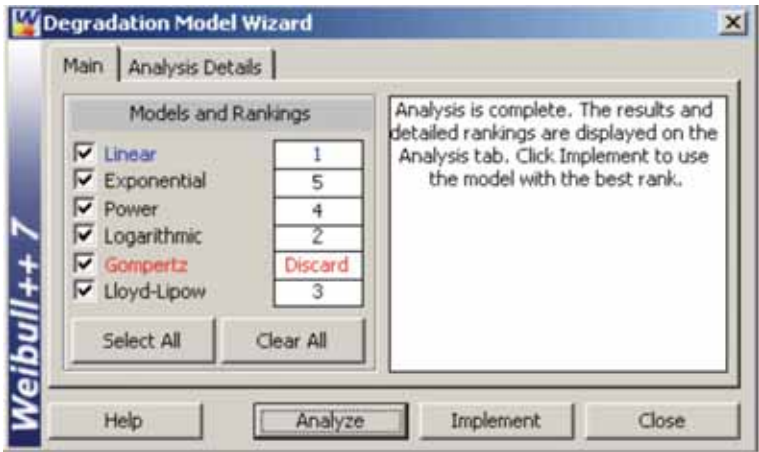 Degradation Model Wizard
Main
Analysis Details
Models and Rankings
Linear 1
Exponential 5
Power 4
Logarithmic 2
Gompertz Discard
Lloyd-Lipow 3
Select All
Clear All
Analysis is complete. The results and
detailed rankings are displayed on the
Analysis tab. Click Implement to use
the model with the best rank.
Weibull++ 7
Help
Analyze
Implement
Close